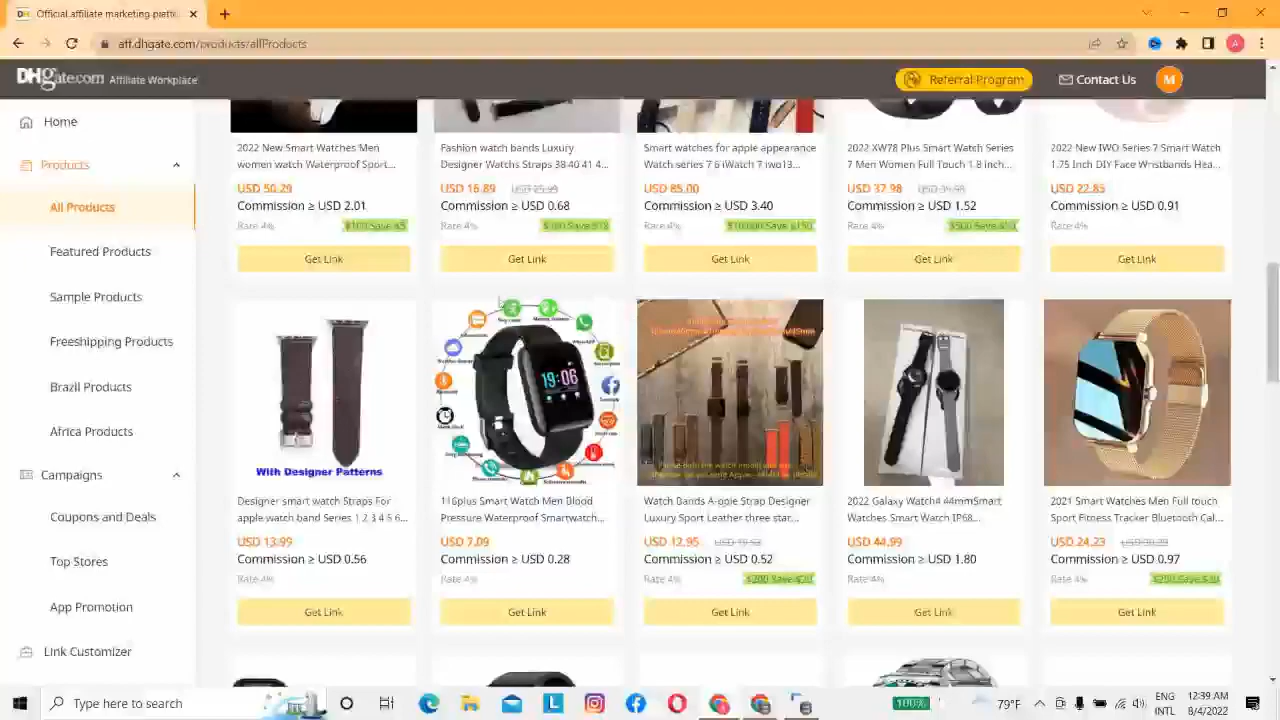 Official affiliate marketing platfo
aff.dhgate.com/products/allProducts
DHgate.com Affiliate Workplace
Referral Program
Contact Us
M
Home
Products
All Products
Featured Products
Sample Products
Freeshipping Products
Brazil Products
Africa Products
Campaigns
Coupons and Deals
Top Stores
App Promotion
Link Customizer
2022 New Smart Watches Men
women watch Waterproof Sport...
USD 50.20
Commission ≥ USD 2.01
Rate 4%
Get Link
Fashion watch bands Luxury
Designer Watchs Straps 38 40 41 4...
USD 16.89
Commission ≥ USD 0.68
Rate 4%
Get Link
Smart watches for apple appearance
Watch series 7 6 iWatch 7 iwo13...
USD 85.00
Commission ≥ USD 3.40
Rate 4%
$10,000 Save $150
Get Link
2022 XW78 Plus Smart Watch Series
7 Men Women Full Touch 1.8 inch...
USD 37.98
Commission ≥ USD 1.52
Rate 4%
Get Link
2022 New IWO Series 7 Smart Watch
1.75 Inch DIY Face Wristbands Hea...
USD 22.85
Commission ≥ USD 0.91
Rate 4%
Get Link
With Designer Patterns
Designer smart watch Straps For
apple watch band Series 1 2 3 4 5 6...
USD 13.99
Commission ≥ USD 0.56
Rate 4%
Get Link
19:06
116plus Smart Watch Men Blood
Pressure Waterproof Smartwatch...
USD 7.09
Commission ≥ USD 0.28
Rate 4%
Get Link
Watch Bands A-pple Strap Designer
Luxury Sport Leather three star...
USD 12.95
Commission ≥ USD 0.52
Rate 4%
Get Link
2022 Galaxy Watch4 44mmSmart
Watches Smart Watch IP68...
USD 44.99
Commission ≥ USD 1.80
Rate 4%
Get Link
2021 Smart Watches Men Full touch
Sport Fitness Tracker Bluetooth Cal...
USD 24.23
Commission ≥ USD 0.97
Rate 4%
Get Link
Type here to search
100%
79°F
ENG
INTL
12:39 AM
8/4/2022